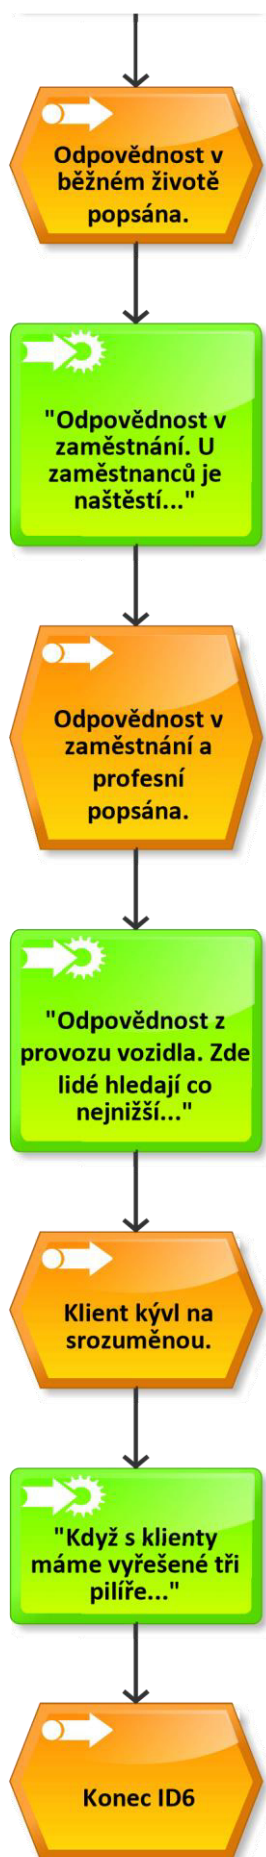 Odpovědnost v
běžném životě
popsána.
"Odpovědnost v
zaměstnání. U
zaměstnanců je
naštěstí..."
Odpovědnost v
zaměstnání a
profesní
popsána.
"Odpovědnost z
provozu vozidla. Zde
lidé hledají co
nejnižší..."
Klient kývl na
srozuměnou.
"Když s klienty
máme vyřešené tři
pilíře..."
Konec ID6